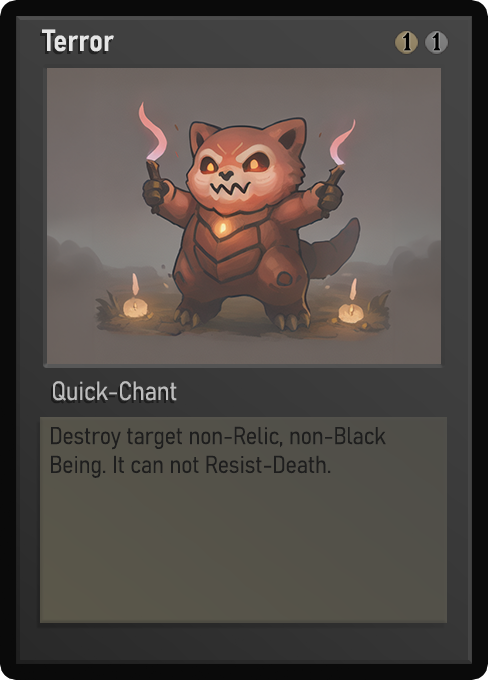 Terror 1 1
Quick-Chant
Destroy target non-Relic, non-Black
Being. It can not Resist-Death.